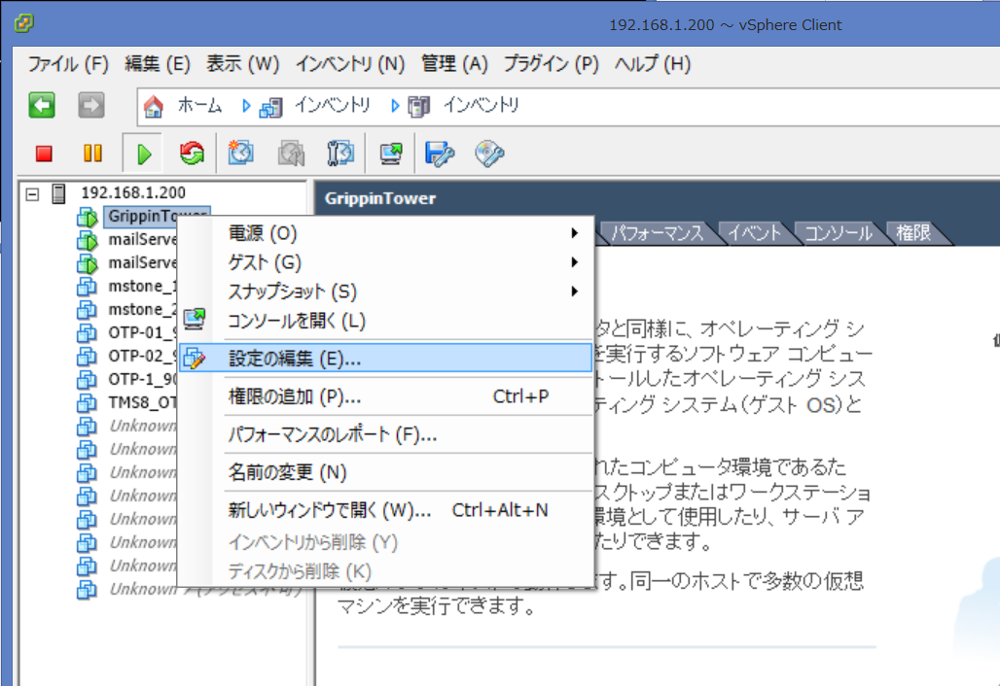 192.168.1.200 ～ vSphere Client
ファイル (F) 編集 (E) 表示 (W) インベントリ (N) 管理 (A) プラグイン (P) ヘルプ (H)
ホーム インベントリ インベントリ
192.168.1.200
GrippinTower
mailServe
mailServe
mstone_1
mstone_2
OTP-01_9
OTP-02_9
OTP-1_90
TMS8_OT
Unknown
Unknown
Unknown
Unknown
Unknown
Unknown
Unknown
Unknown
電源 (O)
ゲスト (G)
スナップショット (S)
コンソールを開く (L)
設定の編集 (E)...
権限の追加 (P)... Ctrl+P
パフォーマンスのレポート (F)...
名前の変更 (N)
新しいウィンドウで開く (W)... Ctrl+Alt+N
インベントリから削除 (Y)
ディスクから削除 (K)
GrippinTower
パフォーマンス イベント コンソール 権限
タと同様に、オペレーティング シ
を実行するソフトウェア コンピュー
トールしたオペレーティング シス
ティング システム(ゲスト OS)と
れたコンピュータ環境であるた
スクトップまたはワークステーショ
環境として使用したり、サーバ ア
たりできます。
す。同一のホストで多数の仮想
マシンを実行できます。